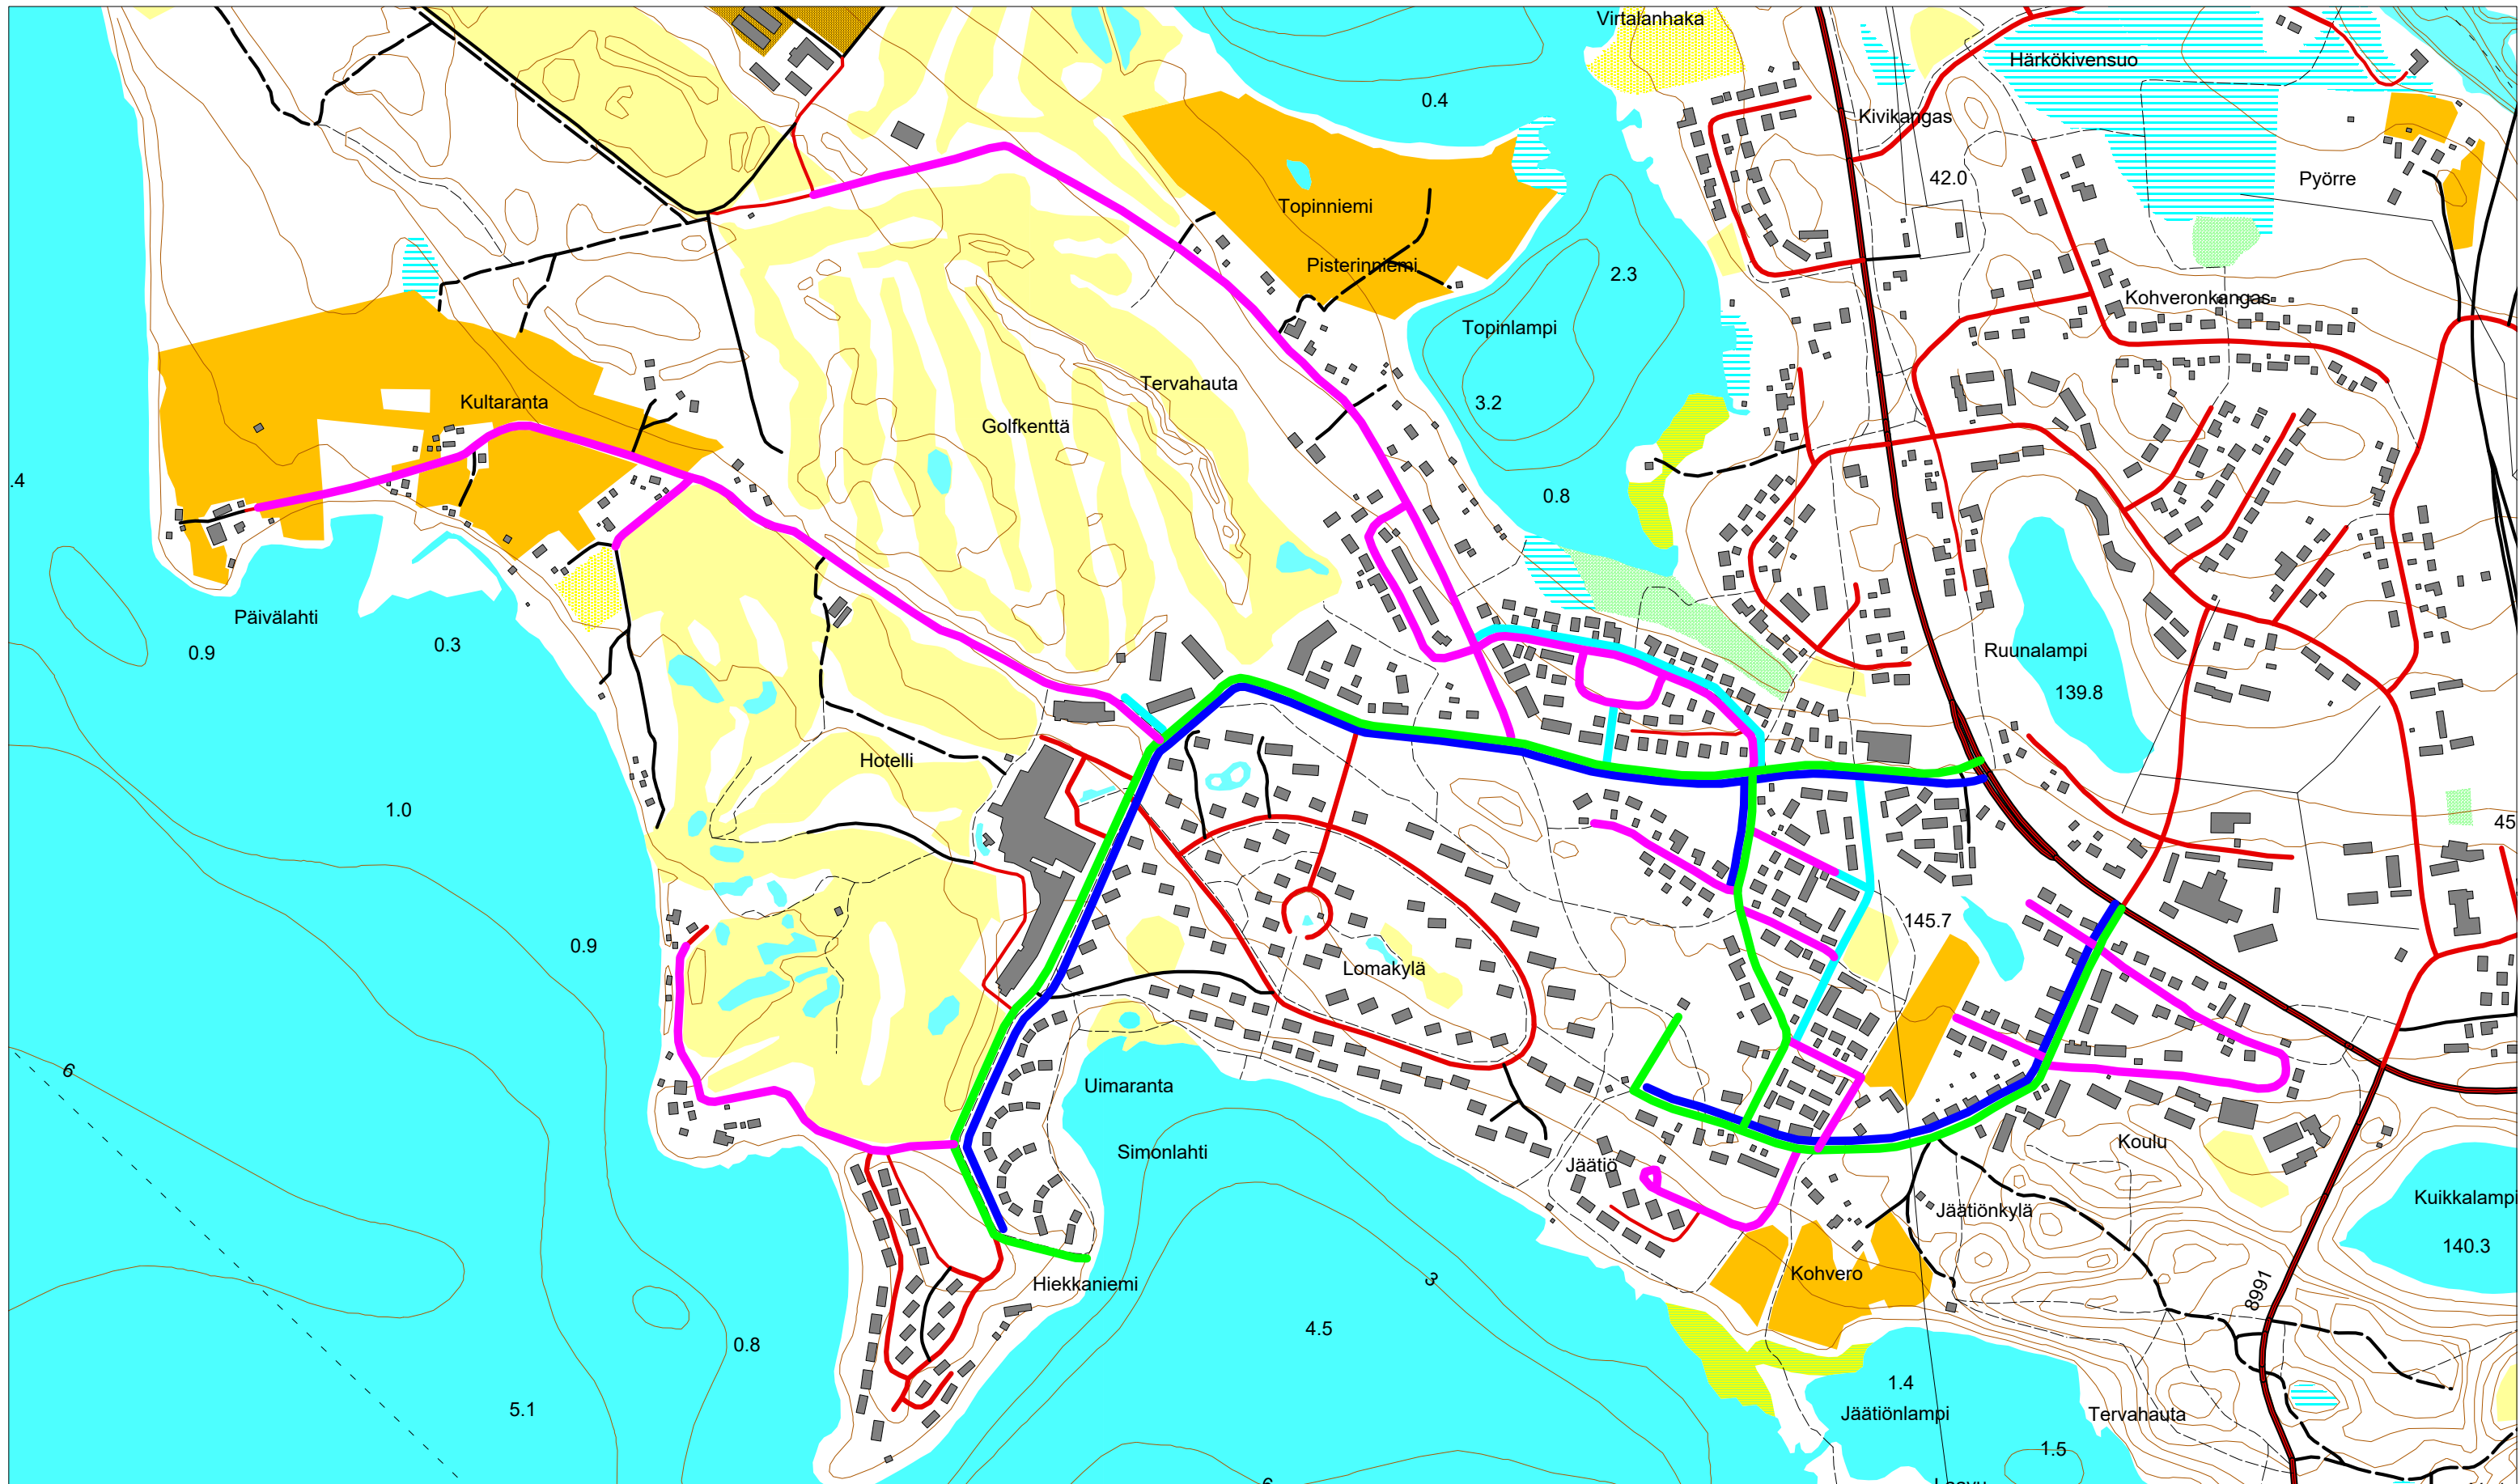 Virtalanhaka
Härkökivensuo
0.4
Kivikangas
42.0
Pyörre
Topinniemi
Pisterinniemi
2.3
Kohveronkangas
Topinlampi
Tervahauta
Kultaranta
3.2
Golfkenttä
.4
0.8
Päivälahti
0.9
0.3
Ruunalampi
139.8
Hotelli
1.0
45
145.7
0.9
Lomakylä
6
Uimaranta
Simonlahti
Koulu
Jäätiö
Kuikkalampi
Jäätiönkylä
140.3
Hiekkaniemi
Kohvero
3
8991
4.5
0.8
1.4
5.1
Jäätiönlampi
Tervahauta
1.5